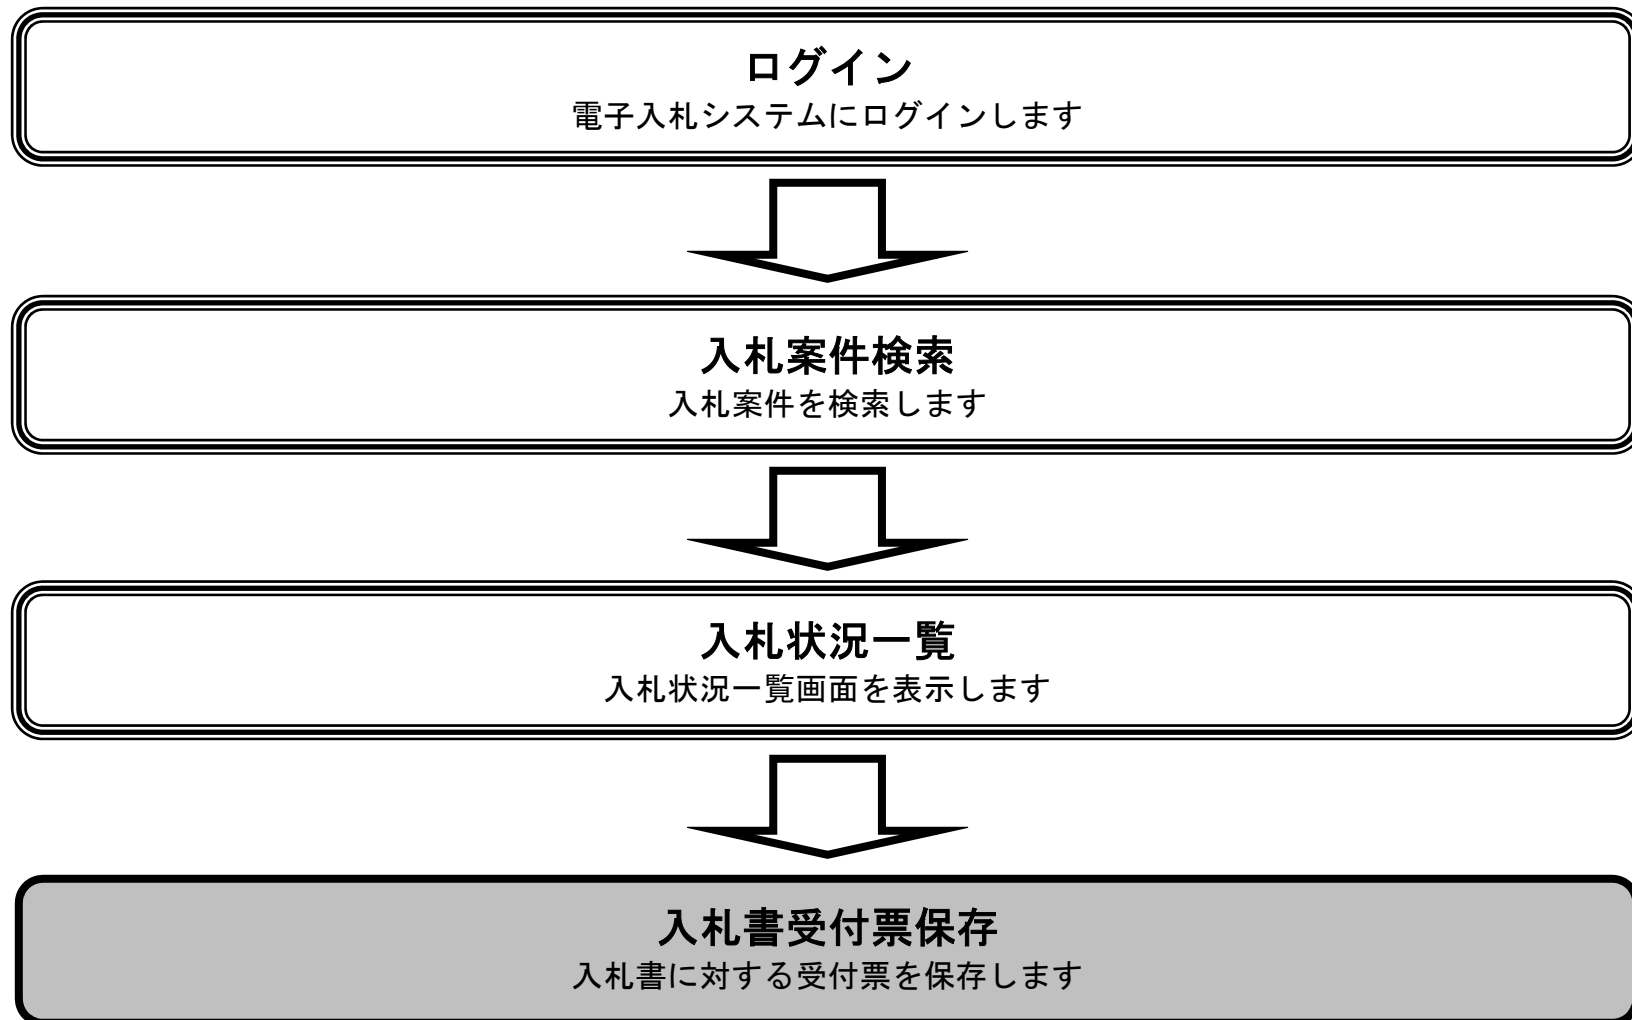 ログイン
電子入札システムにログインします
入札案件検索
入札案件を検索します
入札状況一覧
入札状況一覧画面を表示します
入札書受付票保存
入札書に対する受付票を保存します